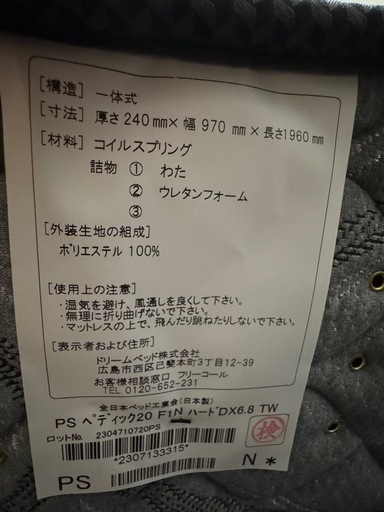 [構造] 一体式
[寸法] 厚さ240mm×幅 970 mm×長さ1960mm
[材料] コイルスプリング
詰物 ① わた
② ウレタンフォーム
③
[外装生地の組成]
ポリエステル 100%
[使用上の注意]
・湿気を避け、風通しを良くして下さい。
・無理に折り曲げないで下さい。
・マットレスの上で、飛んだり跳ねたりしないで下さい。
[表示者および住所]
ドリームベッド株式会社
広島市西区己斐本町3丁目12-39
お客様相談窓口 フリーコール
TEL 0120-652-231
全日本ベッド工業会(日本製)
PS ペディック20 F1N ハードDX6.8 TW
ロットNo. 2304710720PS
*2307133315*
検
PS N *